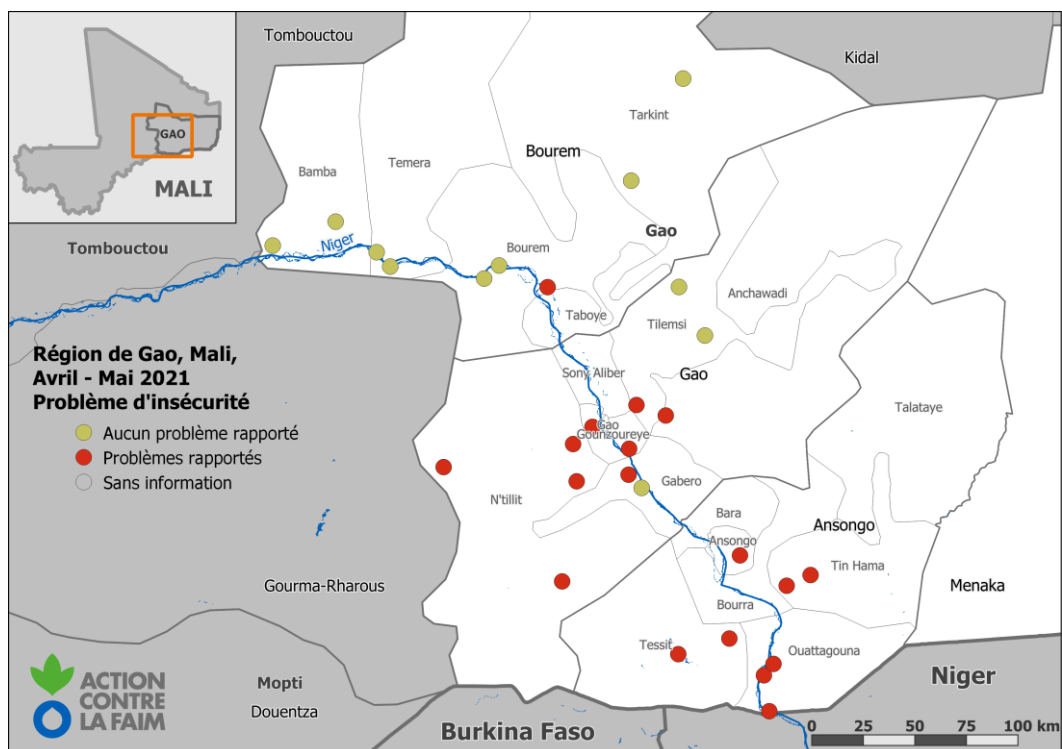 Tombouctou
Kidal
GAO
MALI
Tarkint
Bourem
Bamba
Temera
Tombouctou
Niger
Bourem
Gao
Anchawadi
Taboye
Tilemsi
Région de Gao, Mali,
Avril - Mai 2021
Problème d'insécurité
Aucun problème rapporté
Problèmes rapportés
Sans information
Sony Aliber
Gao
Talataye
Gao
Gounzoureye
N'tillit
Gabero
Bara
Ansongo
Ansongo
Tin Hama
Gourma-Rharous
Menaka
Bourra
Tessit
Ouattagouna
ACTION
CONTRE
LA FAIM
Mopti
Douentza
Niger
Burkina Faso
0 25 50 75 100 km